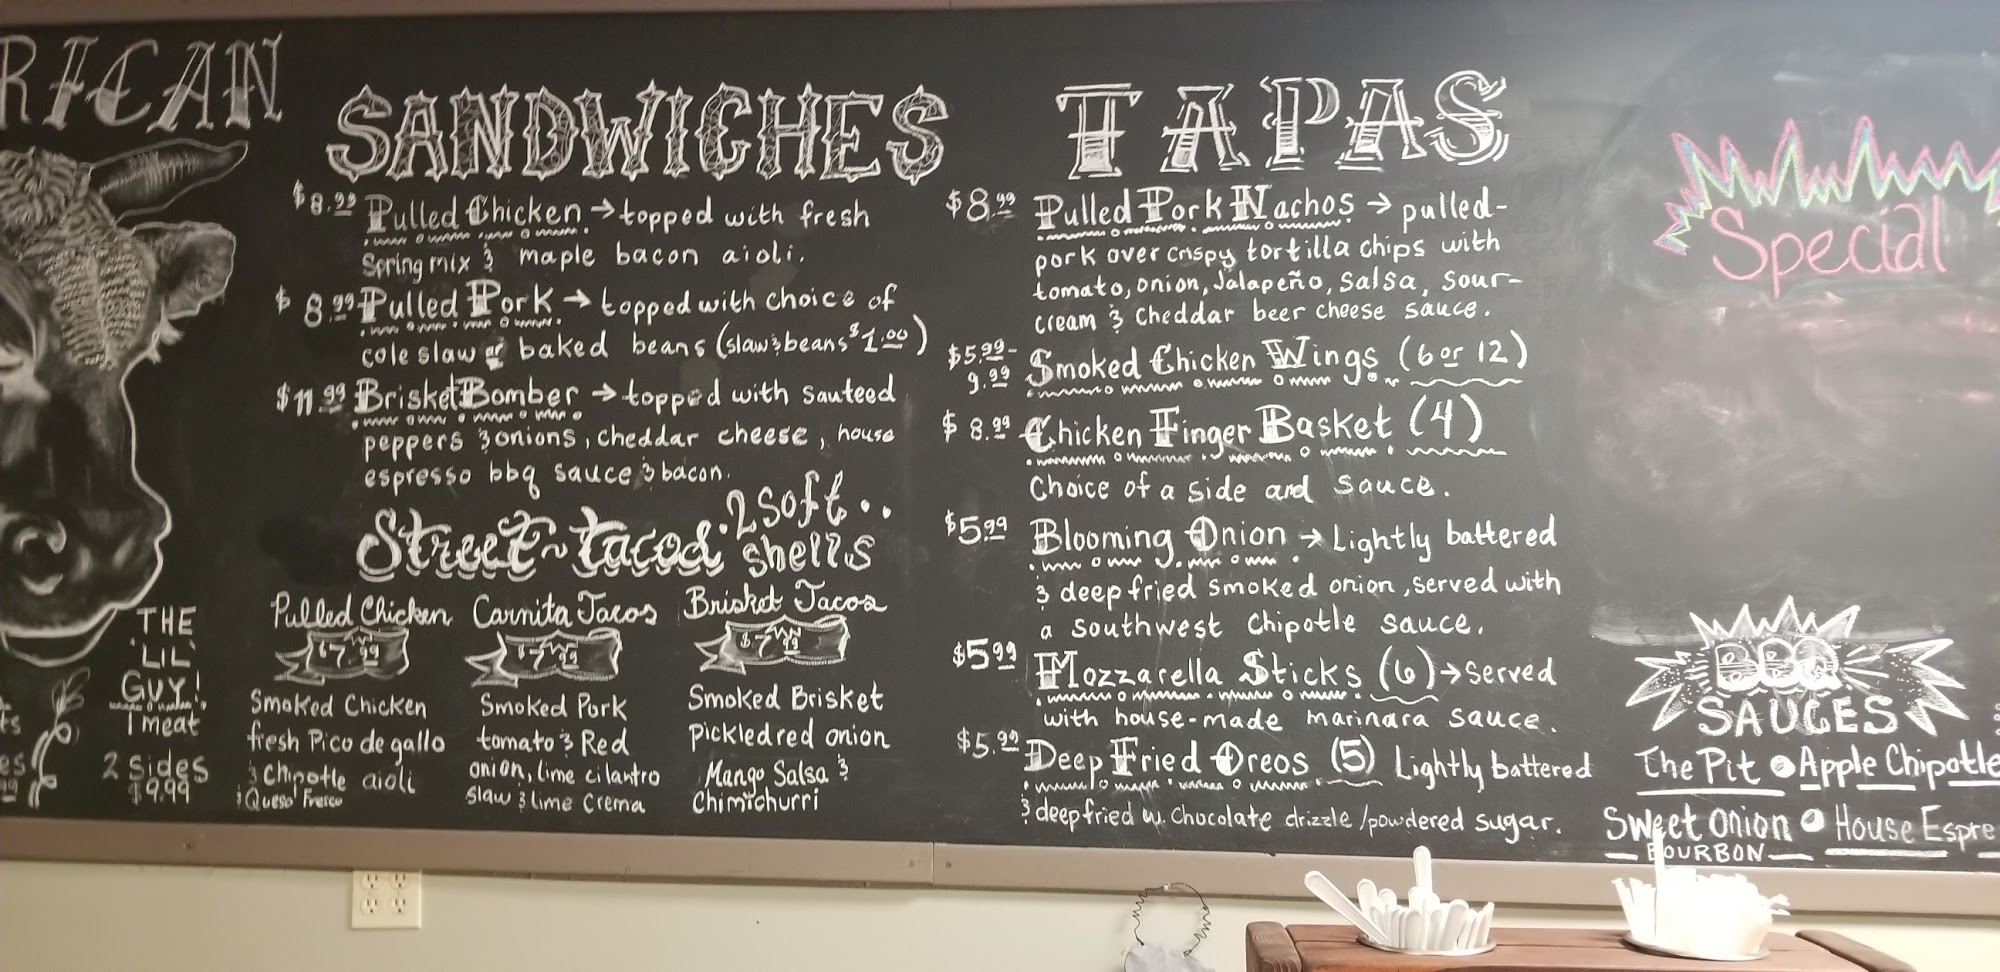 RICAN
SANDWICHES
$8.99 Pulled Chicken → topped with fresh
Spring mix & maple bacon aioli.
$8.99 Pulled Pork → topped with choice of
cole slaw or baked beans (slaw & beans $1.00)
$11.99 Brisket Bomber → topped with sauteed
peppers & onions, cheddar cheese, house
espresso bbq sauce & bacon.
Street~tacos. 2 soft..
shells
Pulled Chicken
$7.99
Smoked Chicken
fresh Pico de gallo
& Chipotle aioli
& Queso Fresco
Carnita Tacos
$7.99
Smoked Pork
tomato & Red
onion, lime cilantro
slaw & lime Crema
Brisket Tacos
$7.99
Smoked Brisket
pickled red onion
Mango Salsa &
Chimichurri
THE
'LIL'
GUY!
1 meat
2 sides
$9.99
TAPAS
$8.99 Pulled Pork Nachos → pulled-
pork over crispy tortilla chips with
tomato, onion, Jalapeño, Salsa, sour-
cream & cheddar beer cheese sauce.
$5.99- Smoked Chicken Wings (6 or 12)
9.99
$8.99 Chicken Finger Basket (4)
Choice of a side and sauce.
$5.99 Blooming Onion → Lightly battered
& deep fried smoked onion, served with
a southwest chipotle sauce.
$5.99 Mozzarella Sticks (6) → served
with house-made marinara sauce.
$5.99 Deep Fried Oreos (5) Lightly battered
& deep fried w. chocolate drizzle/powdered sugar.
Special
BBQ
SAUCES
The Pit • Apple Chipotle
Sweet Onion • House Espre
BOURBON